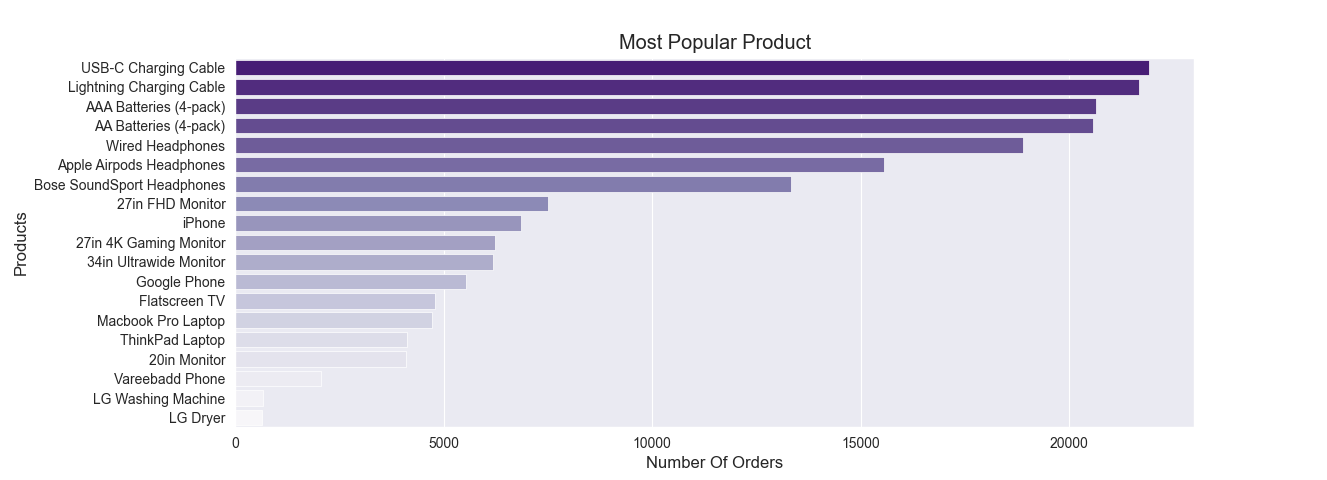 Most Popular Product
Products
USB-C Charging Cable
Lightning Charging Cable
AAA Batteries (4-pack)
AA Batteries (4-pack)
Wired Headphones
Apple Airpods Headphones
Bose SoundSport Headphones
27in FHD Monitor
iPhone
27in 4K Gaming Monitor
34in Ultrawide Monitor
Google Phone
Flatscreen TV
Macbook Pro Laptop
ThinkPad Laptop
20in Monitor
Vareebadd Phone
LG Washing Machine
LG Dryer
0 5000 10000 15000 20000
Number Of Orders